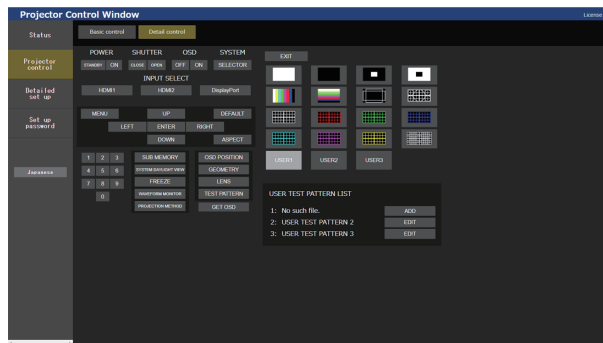 Projector Control Window
License
Status
Projector
control
Detailed
set up
Set up
password
Japanese
Basic control
Detail control
POWER SHUTTER OSD SYSTEM
STANDBY ON CLOSE OPEN OFF ON SELECTOR
INPUT SELECT
HDMI1 HDMI2 DisplayPort
MENU UP DEFAULT
LEFT ENTER RIGHT
DOWN ASPECT
1 2 3
4 5 6
7 8 9
0
SUB MEMORY
SYSTEM DAYLIGHT VIEW
FREEZE
WAVEFORM MONITOR
PROJECTION METHOD
OSD POSITION
GEOMETRY
LENS
TEST PATTERN
GET OSD
EXIT
USER1 USER2 USER3
USER TEST PATTERN LIST
1: No such file. ADD
2: USER TEST PATTERN 2 EDIT
3: USER TEST PATTERN 3 EDIT